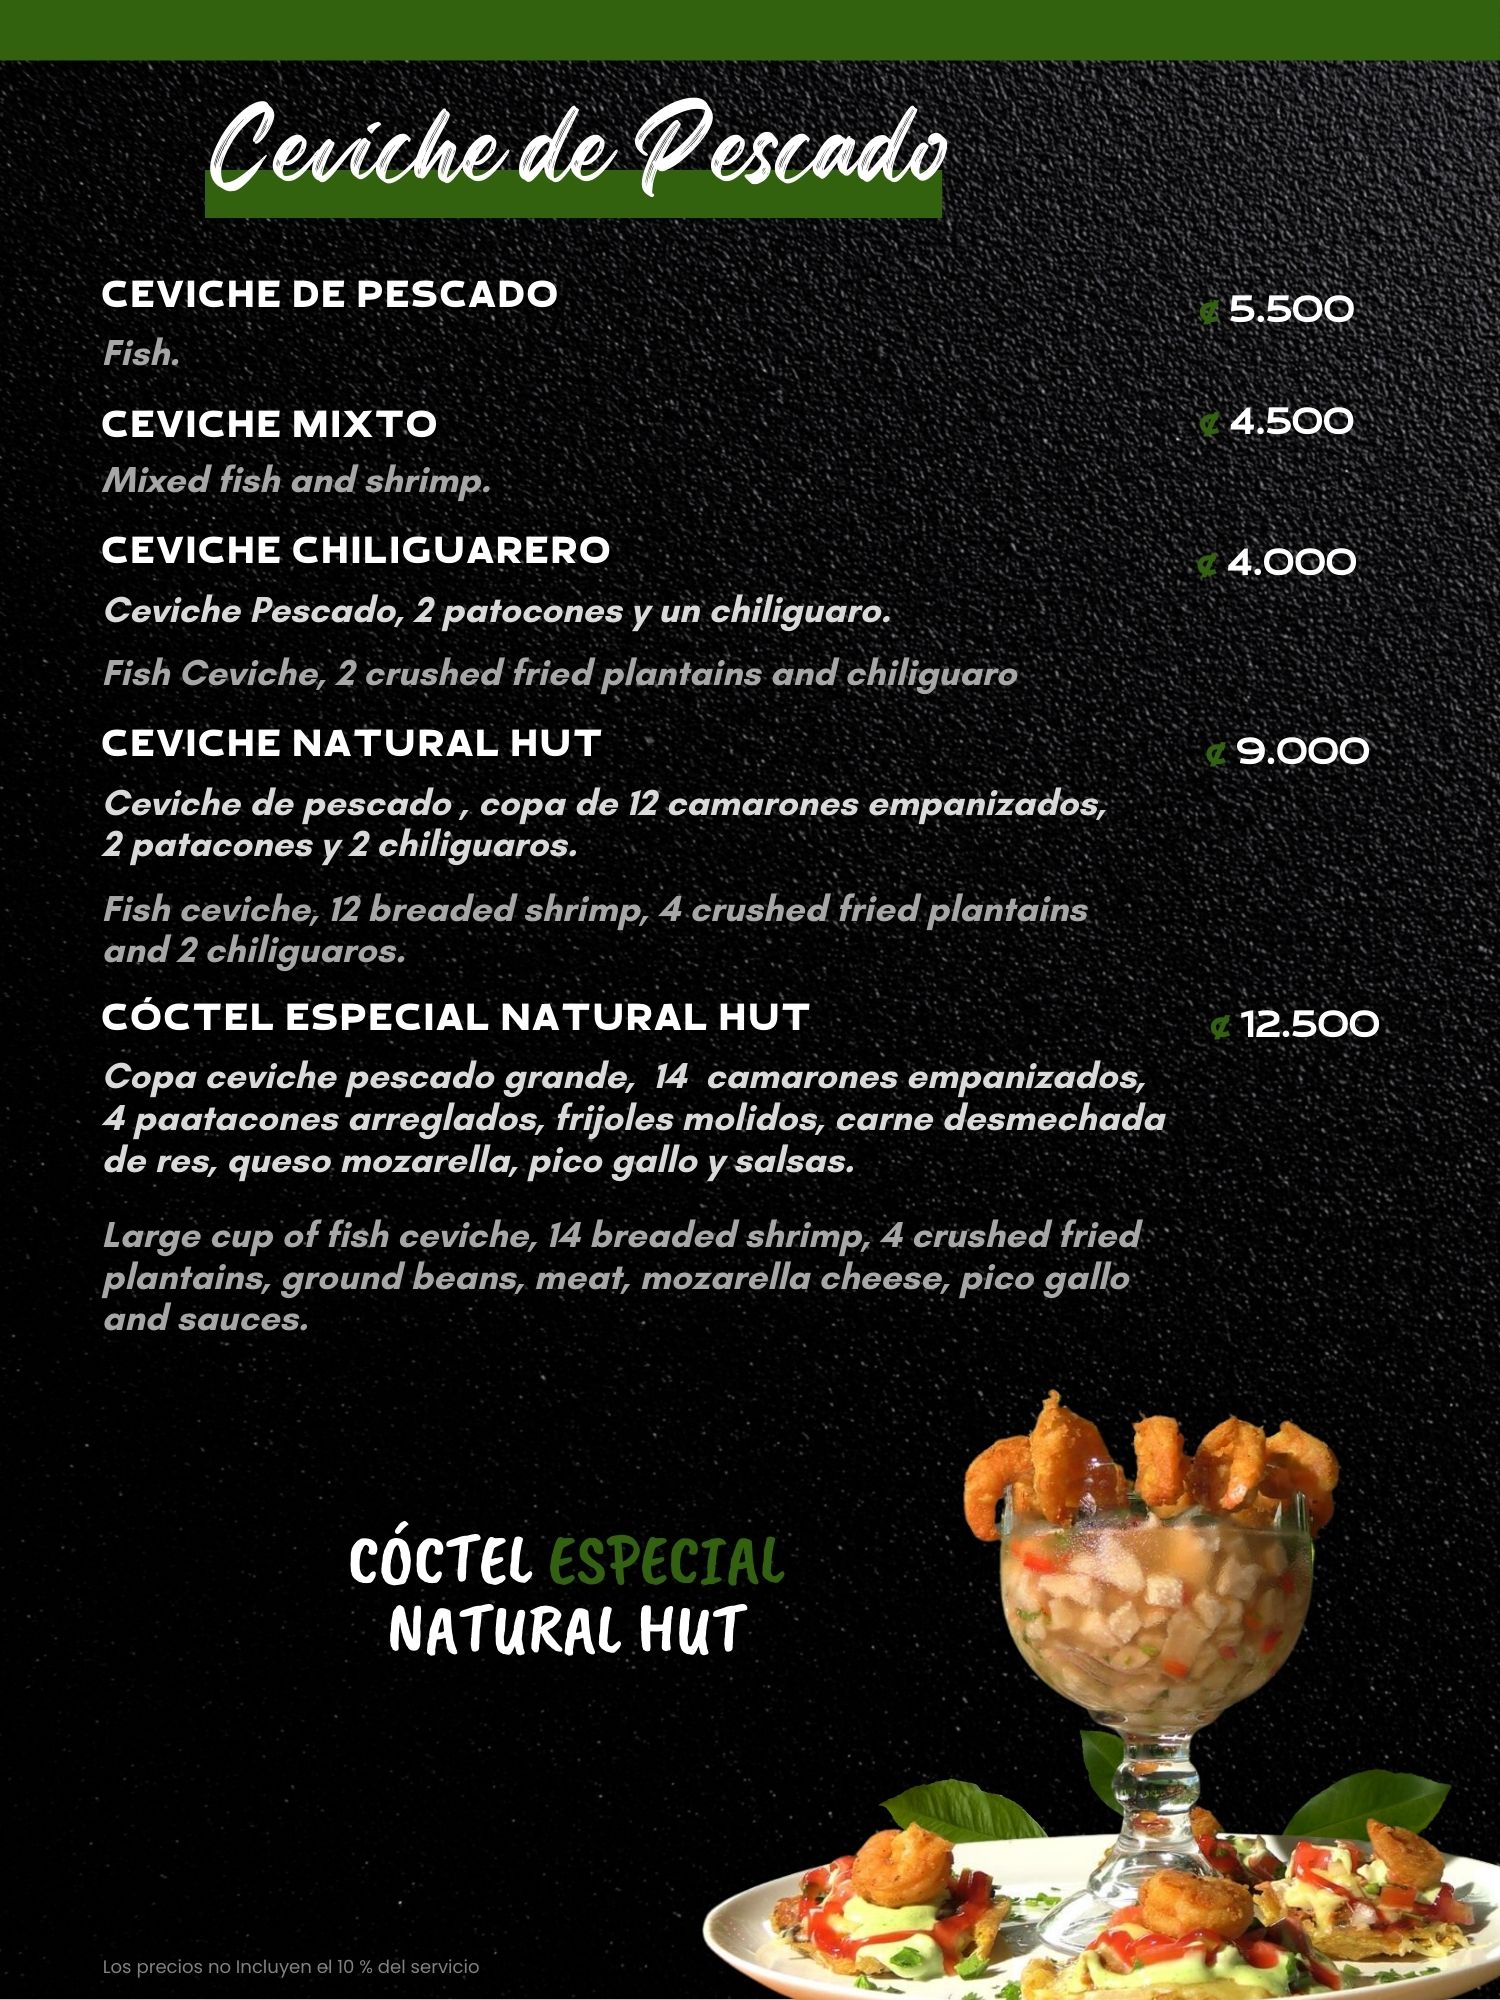 Ceviche de Pescado
CEVICHE DE PESCADO
₡ 5.500
Fish.
CEVICHE MIXTO
₡ 4.500
Mixed fish and shrimp.
CEVICHE CHILIGUARERO
₡ 4.000
Ceviche Pescado, 2 patocones y un chiliguaro.
Fish Ceviche, 2 crushed fried plantains and chiliguaro
CEVICHE NATURAL HUT
₡ 9.000
Ceviche de pescado , copa de 12 camarones empanizados,
2 patacones y 2 chiliguaros.
Fish ceviche, 12 breaded shrimp, 4 crushed fried plantains
and 2 chiliguaros.
CÓCTEL ESPECIAL NATURAL HUT
₡ 12.500
Copa ceviche pescado grande, 14 camarones empanizados,
4 paatacones arreglados, frijoles molidos, carne desmechada
de res, queso mozarella, pico gallo y salsas.
Large cup of fish ceviche, 14 breaded shrimp, 4 crushed fried
plantains, ground beans, meat, mozarella cheese, pico gallo
and sauces.
CÓCTEL ESPECIAL
NATURAL HUT
Los precios no Incluyen el 10 % del servicio